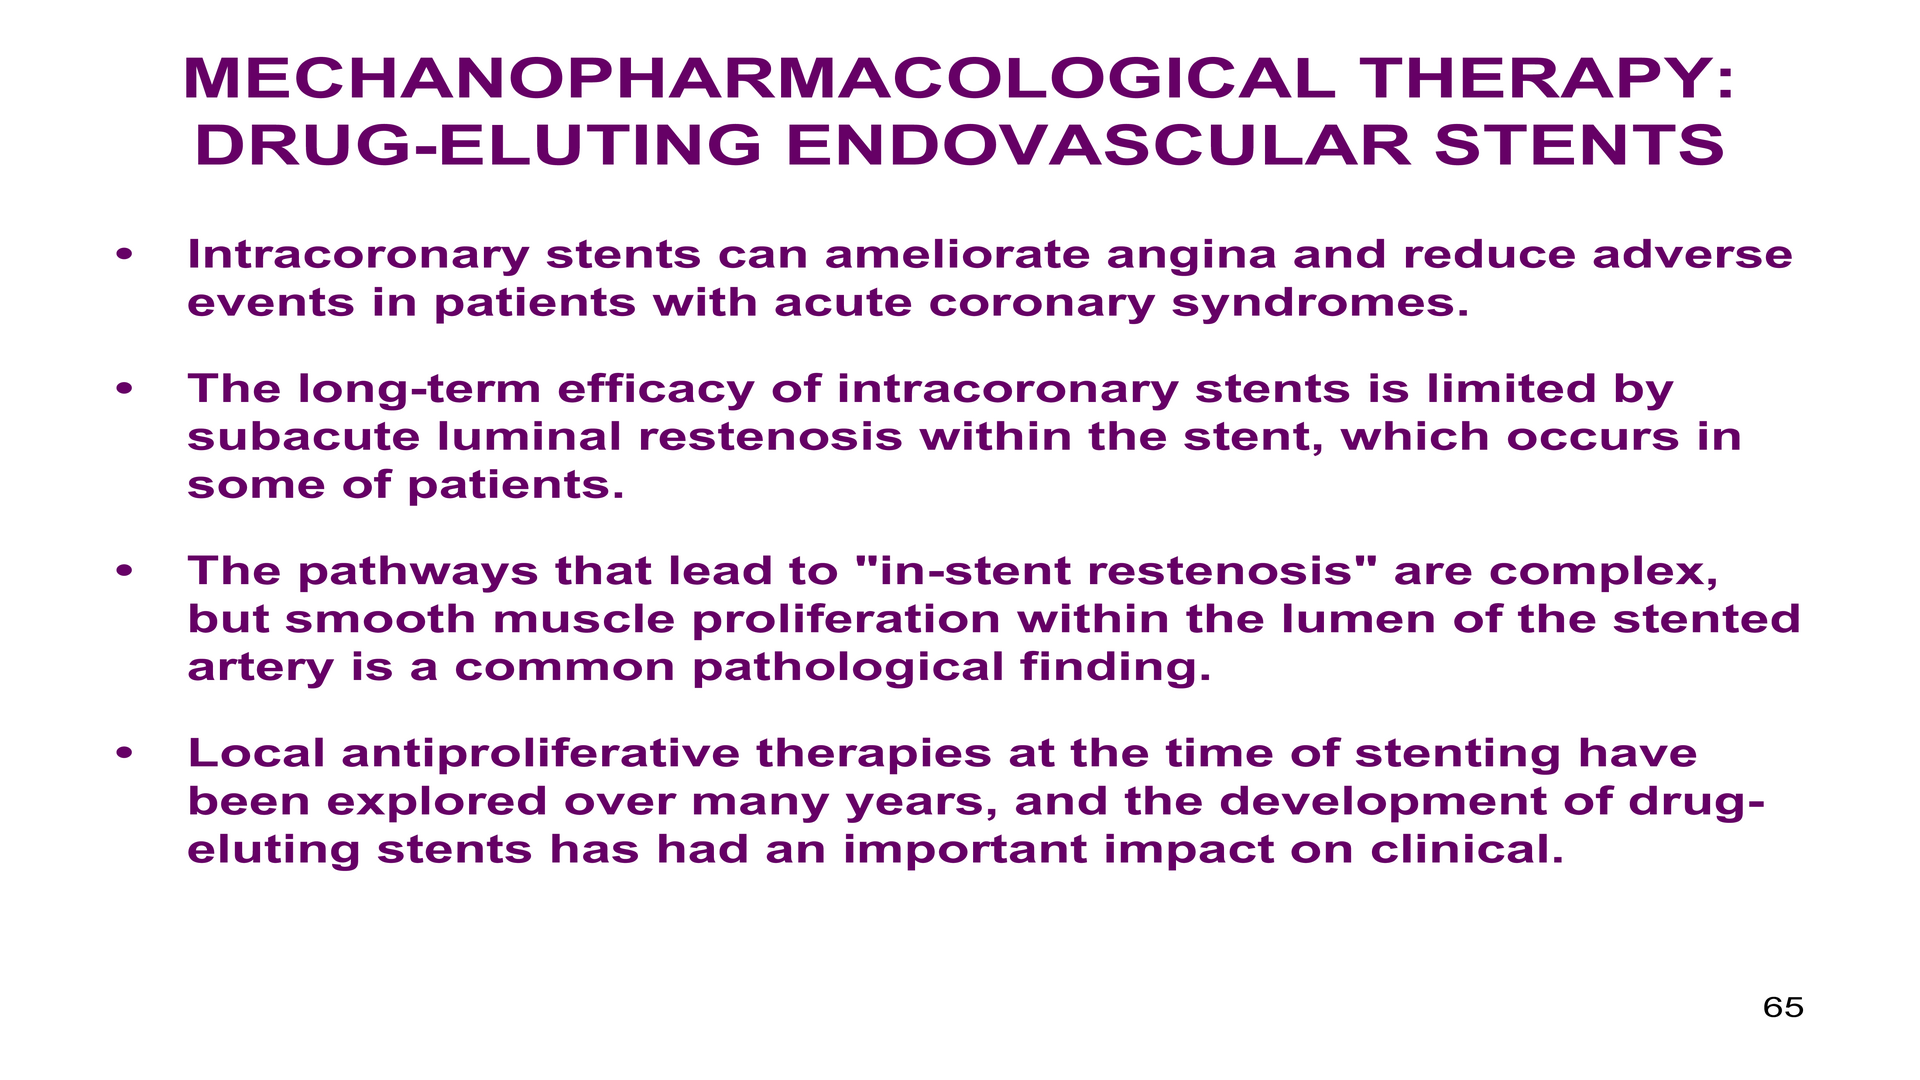 MECHANOPHARMACOLOGICAL THERAPY:
DRUG-ELUTING ENDOVASCULAR STENTS
• Intracoronary stents can ameliorate angina and reduce adverse
events in patients with acute coronary syndromes.
• The long-term efficacy of intracoronary stents is limited by
subacute luminal restenosis within the stent, which occurs in
some of patients.
• The pathways that lead to "in-stent restenosis" are complex,
but smooth muscle proliferation within the lumen of the stented
artery is a common pathological finding.
• Local antiproliferative therapies at the time of stenting have
been explored over many years, and the development of drug-
eluting stents has had an important impact on clinical.
65